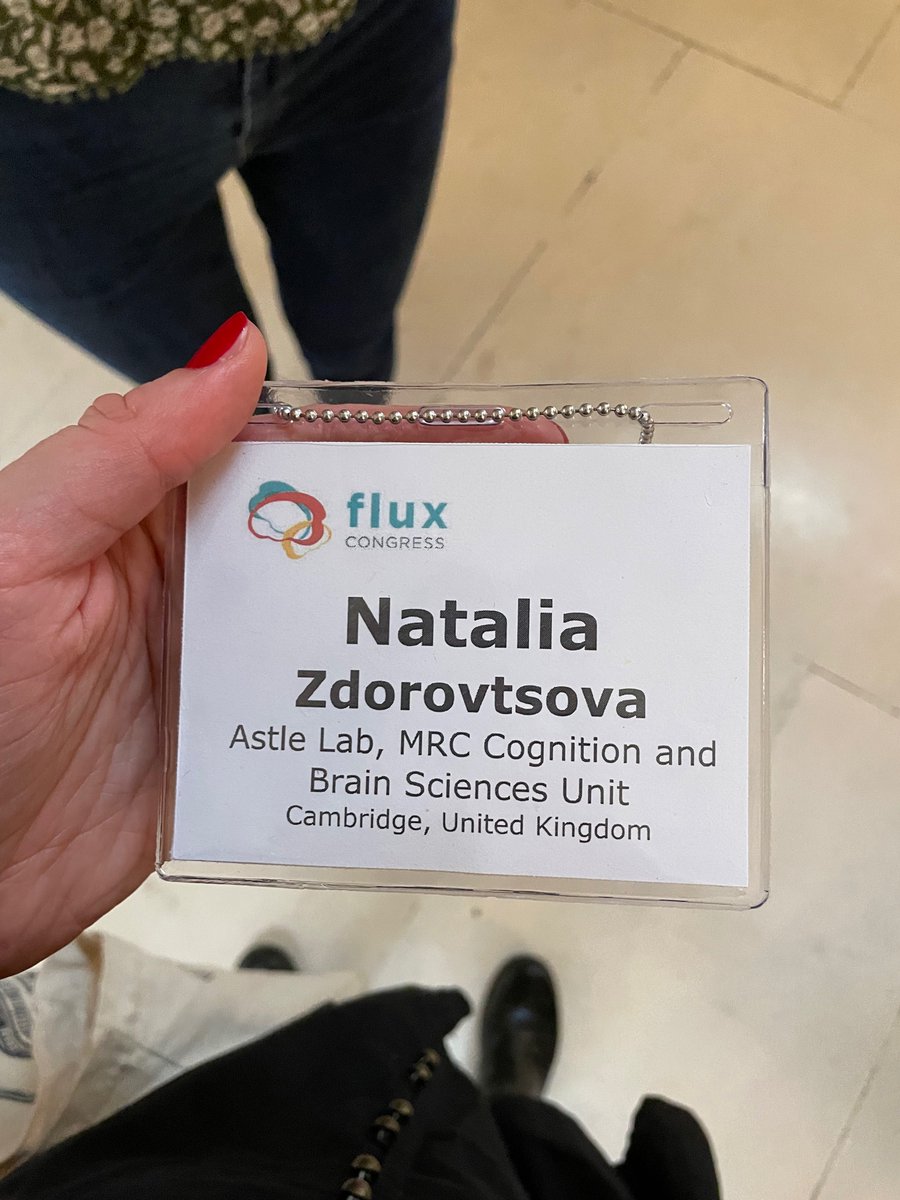 flux
CONGRESS
Natalia
Zdorovtsova
Astle Lab, MRC Cognition and
Brain Sciences Unit
Cambridge, United Kingdom